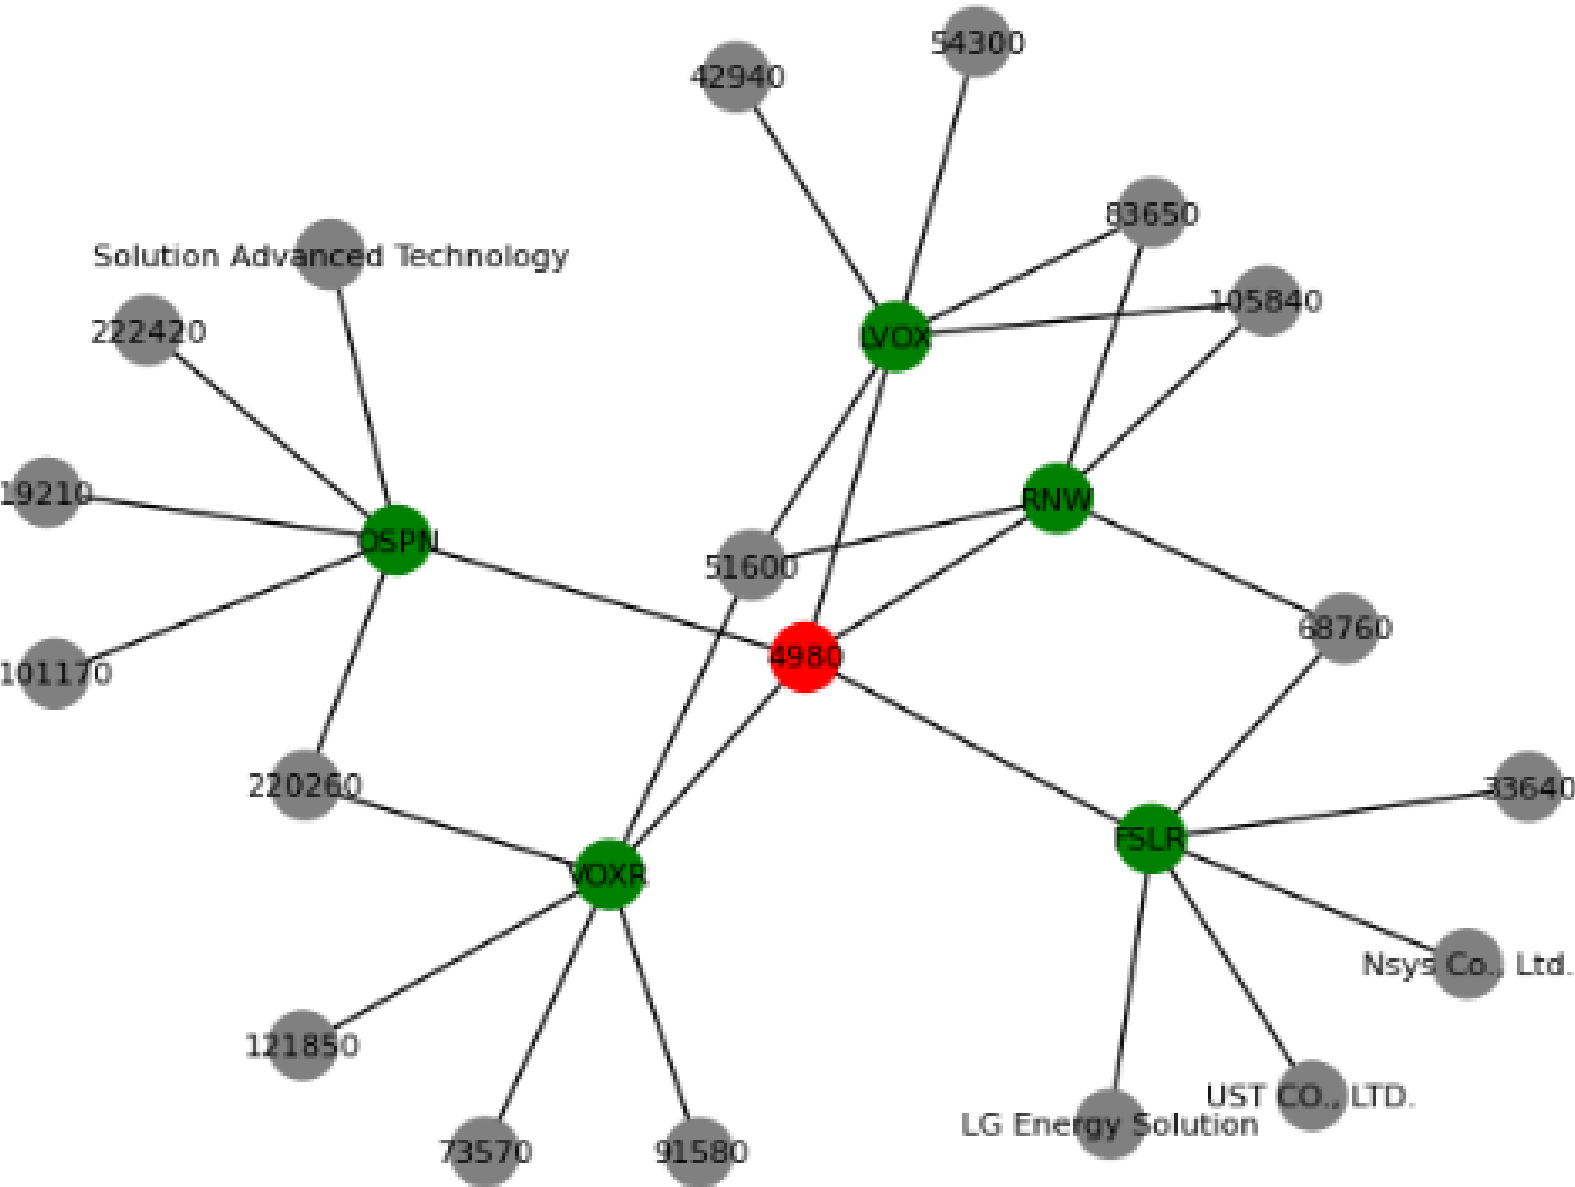 54300
42940
83650
Solution Advanced Technology
105840
222420
LVOX
19210
RNW
DSPN
51600
68760
4980
101170
220260
33640
FSLR
VOXR
Nsys Co., Ltd.
121850
UST CO., LTD.
LG Energy Solution
73570
91580